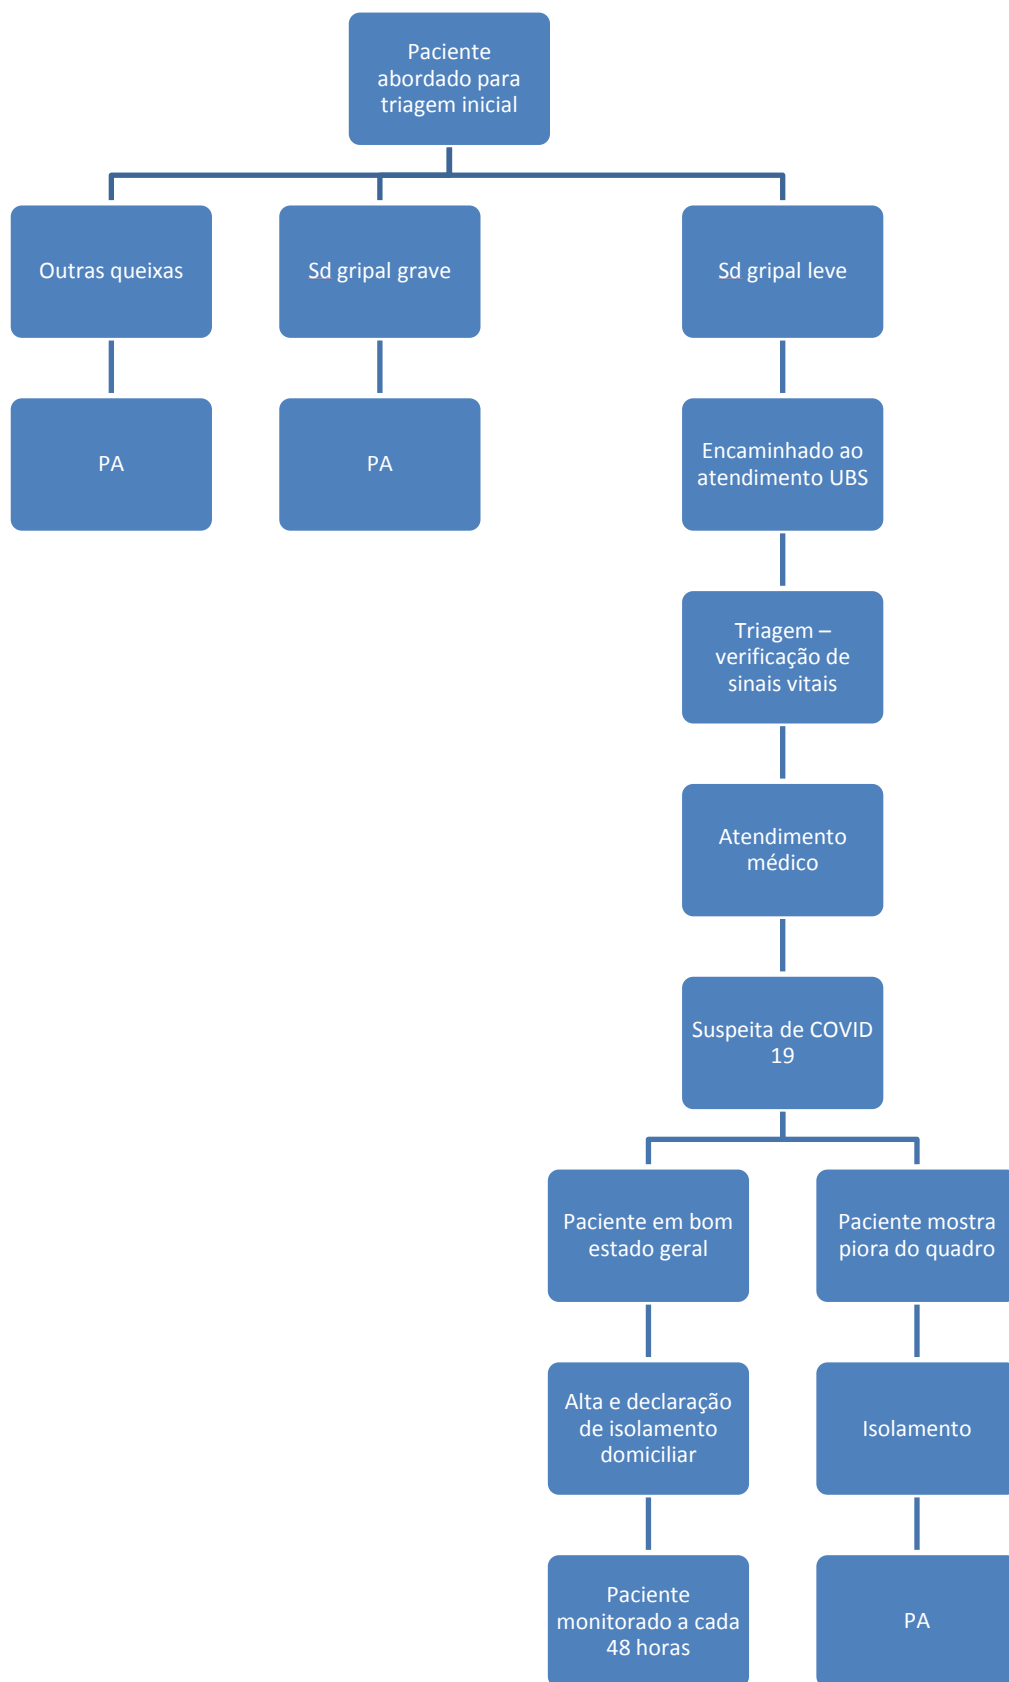 Paciente
abordado para
triagem inicial
Outras queixas
Sd gripal grave
Sd gripal leve
PA
PA
Encaminhado ao
atendimento UBS
Triagem –
verificação de
sinais vitais
Atendimento
médico
Suspeita de COVID
19
Paciente em bom
estado geral
Paciente mostra
piora do quadro
Alta e declaração
de isolamento
domiciliar
Isolamento
Paciente
monitorado a cada
48 horas
PA